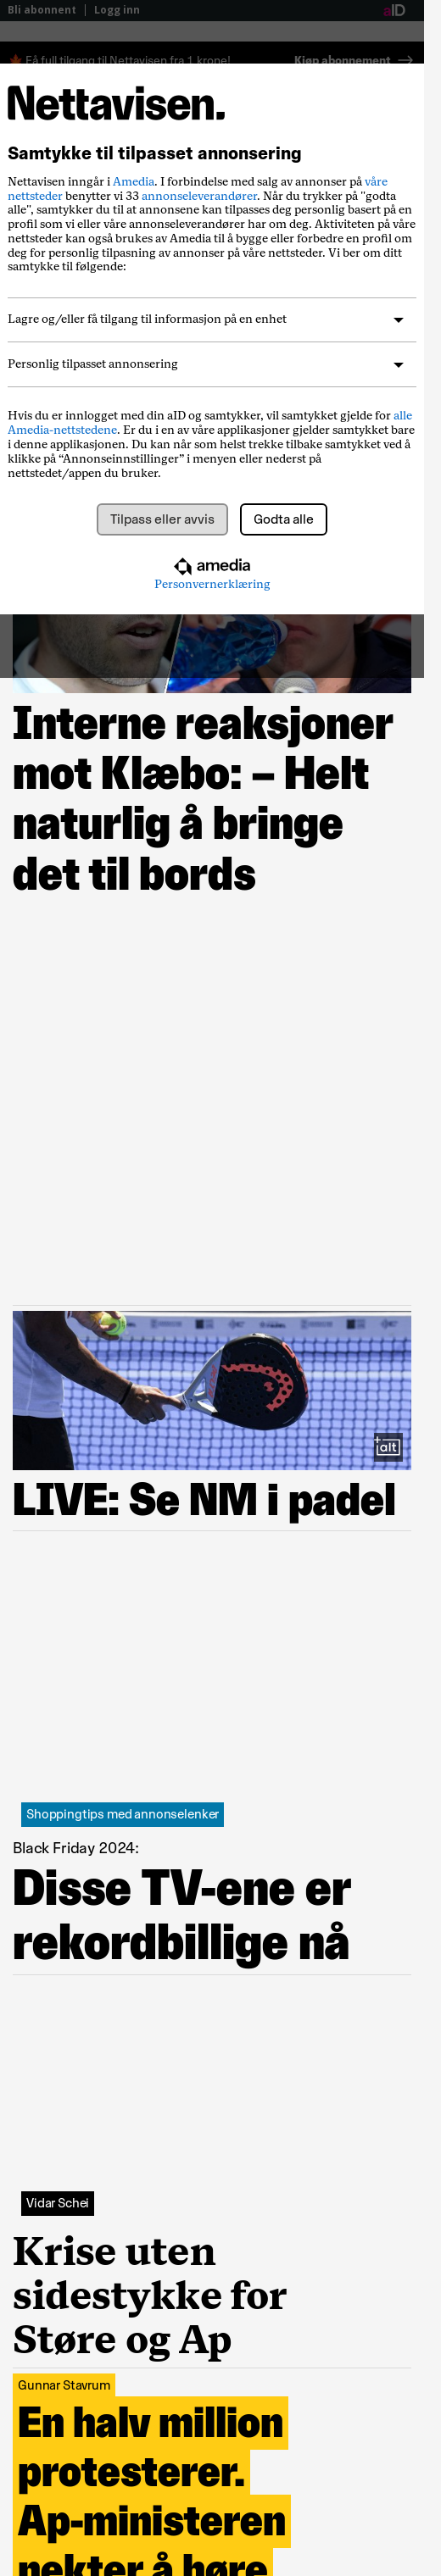 Bli abonnent
Logg inn
aID
Få full tilgang til Nettavisen fra 1 krone!
Kjøp abonnement
Nettavisen.
Samtykke til tilpasset annonsering
Nettavisen inngår i Amedia. I forbindelse med salg av annonser på våre
nettsteder benytter vi 33 annonseleverandører. Når du trykker på "godta
alle", samtykker du til at annonsene kan tilpasses deg personlig basert på en
profil som vi eller våre annonseleverandører har om deg. Aktiviteten på våre
nettsteder kan også brukes av Amedia til å bygge eller forbedre en profil om
deg for personlig tilpasning av annonser på våre nettsteder. Vi ber om ditt
samtykke til følgende:
Lagre og/eller få tilgang til informasjon på en enhet
Personlig tilpasset annonsering
Hvis du er innlogget med din aID og samtykker, vil samtykket gjelde for alle
Amedia-nettstedene. Er du i en av våre applikasjoner gjelder samtykket bare
i denne applikasjonen. Du kan når som helst trekke tilbake samtykket ved å
klikke på “Annonseinnstillinger” i menyen eller nederst på
nettstedet/appen du bruker.
Tilpass eller avvis
Godta alle
amedia
Personvernerklæring
Interne reaksjoner
mot Klæbo: – Helt
naturlig å bringe
det til bords
+alt
LIVE: Se NM i padel
Shoppingtips med annonselenker
Black Friday 2024:
Disse TV-ene er
rekordbillige nå
Vidar Schei
Krise uten
sidestykke for
Støre og Ap
Gunnar Stavrum
En halv million
protesterer.
Ap-ministeren
nekter å høre